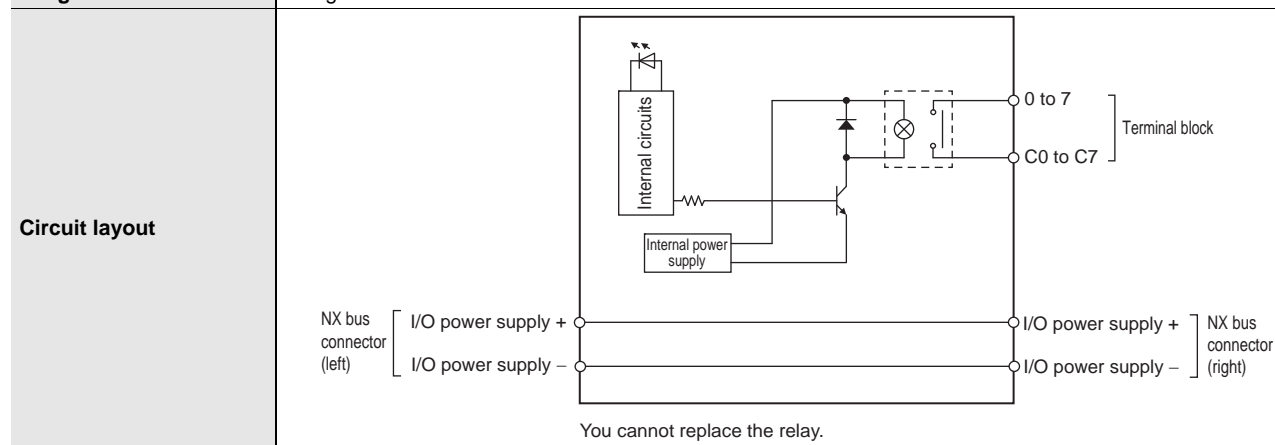 Circuit layout
Internal circuits
Internal power
supply
0 to 7
C0 to C7
Terminal block
NX bus
connector
(left)
I/O power supply +
I/O power supply −
I/O power supply +
I/O power supply −
NX bus
connector
(right)
You cannot replace the relay.